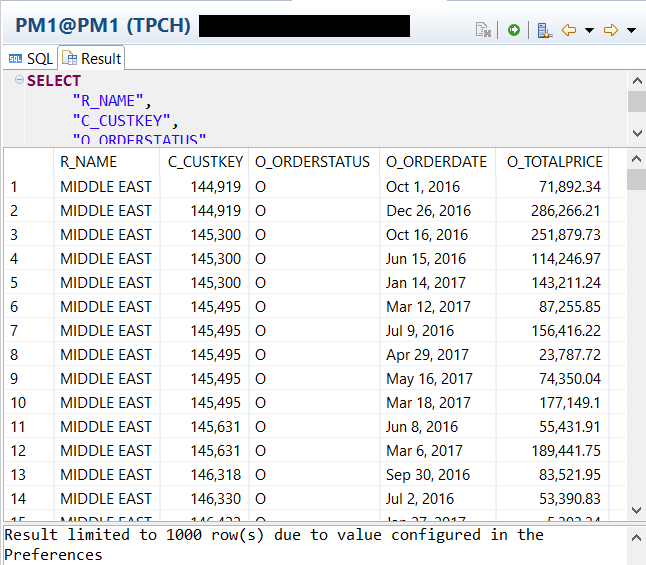 PM1@PM1 (TPCH)
SQL Result
SELECT
"R_NAME",
"C_CUSTKEY",
"O_ORDERSTATUS"
R_NAME C_CUSTKEY O_ORDERSTATUS O_ORDERDATE O_TOTALPRICE
1 MIDDLE EAST 144,919 O Oct 1, 2016 71,892.34
2 MIDDLE EAST 144,919 O Dec 26, 2016 286,266.21
3 MIDDLE EAST 145,300 O Oct 16, 2016 251,879.73
4 MIDDLE EAST 145,300 O Jun 15, 2016 114,246.97
5 MIDDLE EAST 145,300 O Jan 14, 2017 143,211.24
6 MIDDLE EAST 145,495 O Mar 12, 2017 87,255.85
7 MIDDLE EAST 145,495 O Jul 9, 2016 156,416.22
8 MIDDLE EAST 145,495 O Apr 29, 2017 23,787.72
9 MIDDLE EAST 145,495 O May 16, 2017 74,350.04
10 MIDDLE EAST 145,495 O Mar 18, 2017 177,149.1
11 MIDDLE EAST 145,631 O Jun 8, 2016 55,431.91
12 MIDDLE EAST 145,631 O Mar 6, 2017 189,441.75
13 MIDDLE EAST 146,318 O Sep 30, 2016 83,521.95
14 MIDDLE EAST 146,330 O Jul 2, 2016 53,390.83
15 MIDDLE EAST O Jan 27, 2017
Result limited to 1000 row(s) due to value configured in the
Preferences